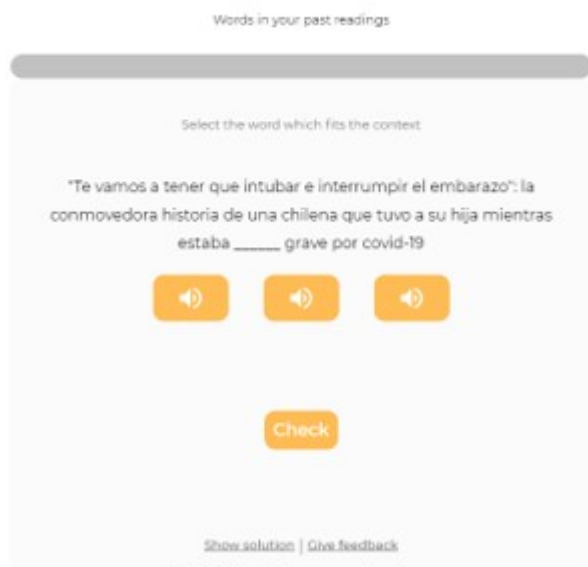 Words in your past readings
Select the word which fits the context
"Te vamos a tener que intubar e interrumpir el embarazo": la
conmovedora historia de una chilena que tuvo a su hija mientras
estaba ______ grave por covid-19
Check
Show solution | Give feedback